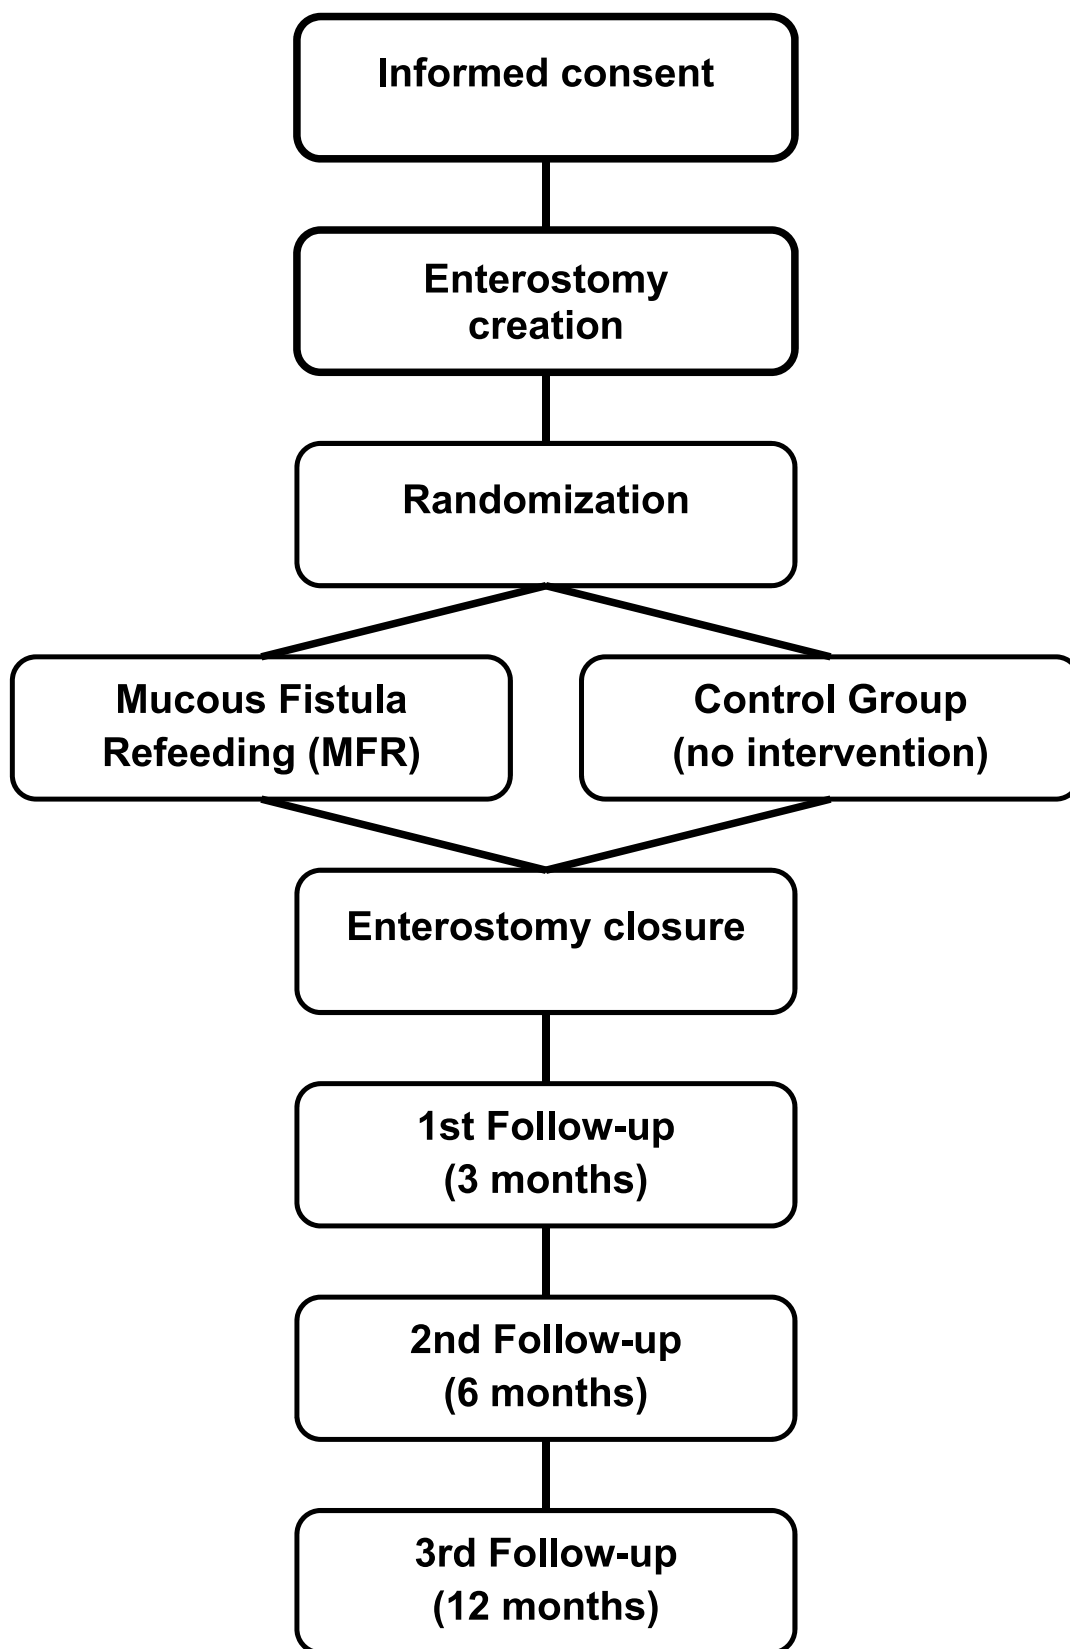 Informed consent
Enterostomy
creation
Randomization
Mucous Fistula
Refeeding (MFR)
Control Group
(no intervention)
Enterostomy closure
1st Follow-up
(3 months)
2nd Follow-up
(6 months)
3rd Follow-up
(12 months)